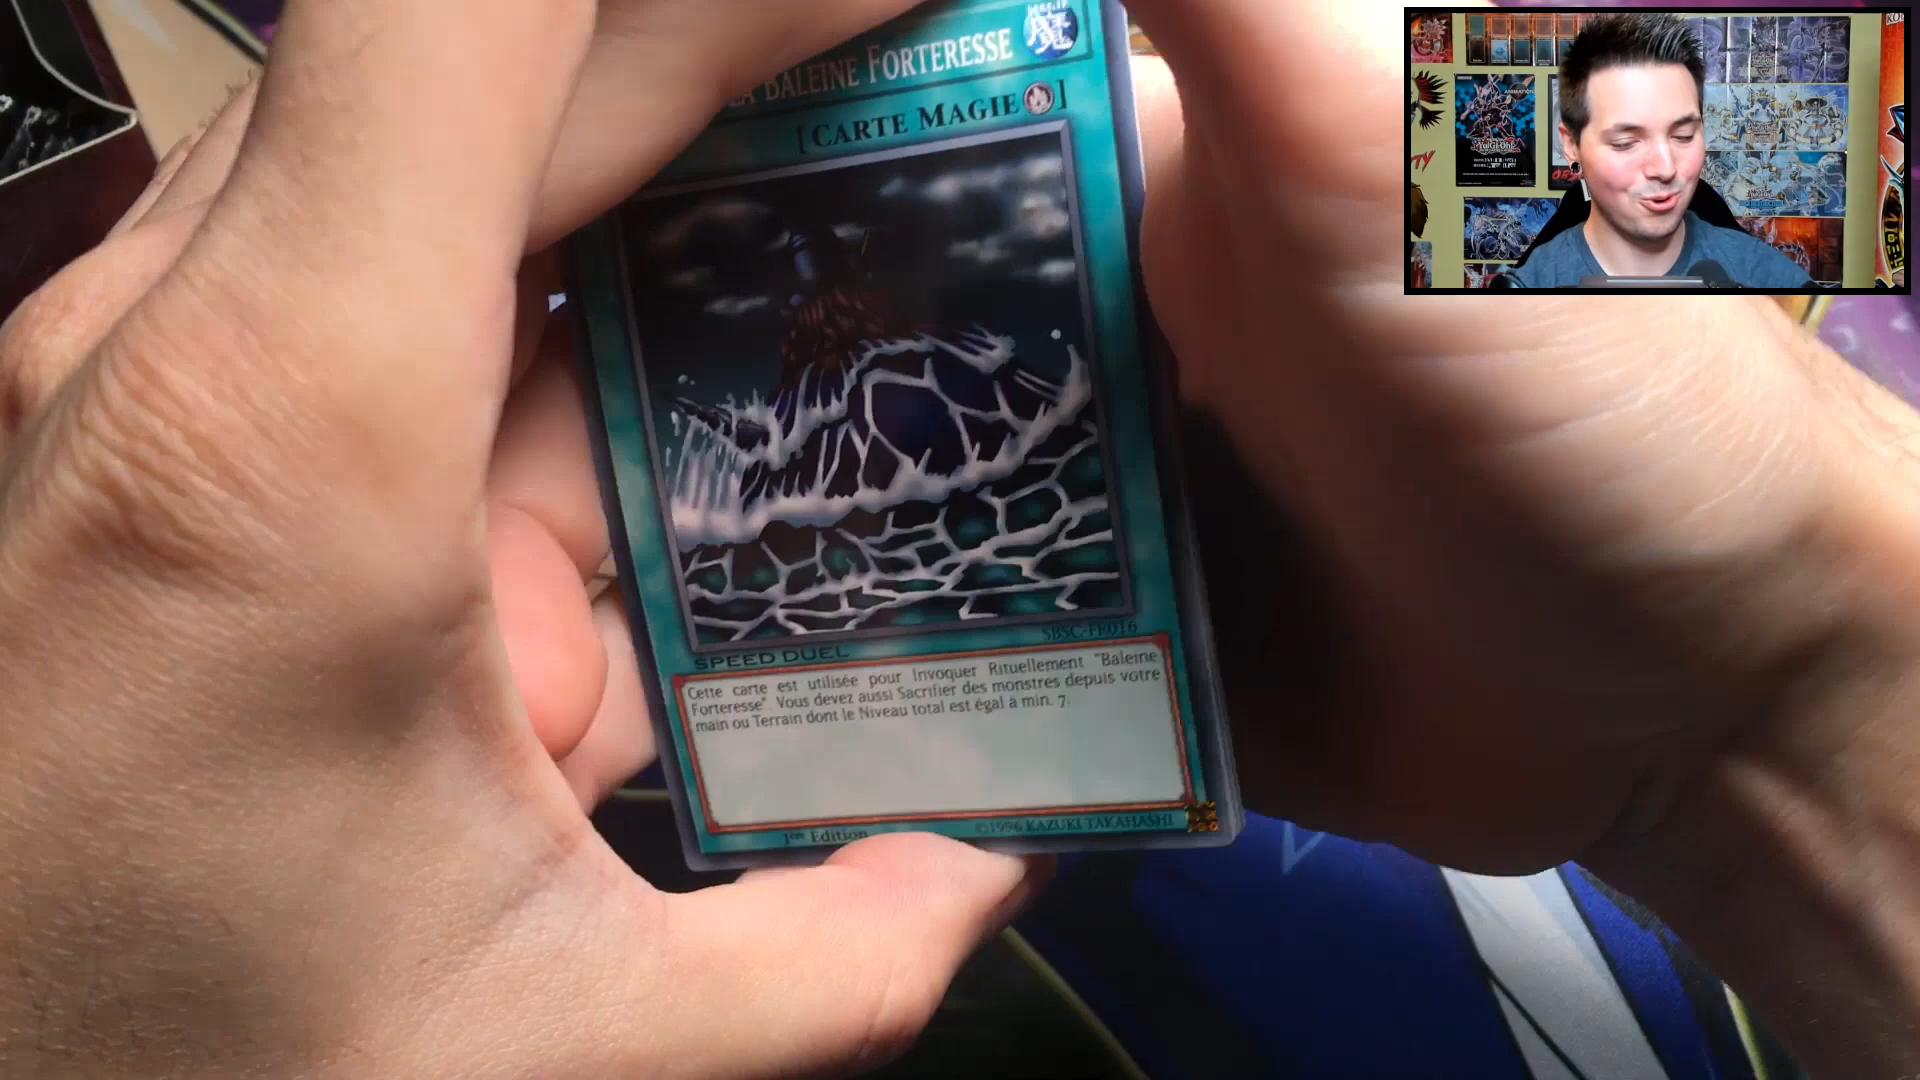 LA BALEINE FORTERESSE
[CARTE MAGIE]
SBSC-FR016
SPEED DUEL
Cette carte est utilisée pour Invoquer Rituellement "Baleine
Forteresse". Vous devez aussi Sacrifier des monstres depuis votre
main ou Terrain dont le Niveau total est égal à min. 7.
1ère Edition
©1996 KAZUKI TAKAHASHI